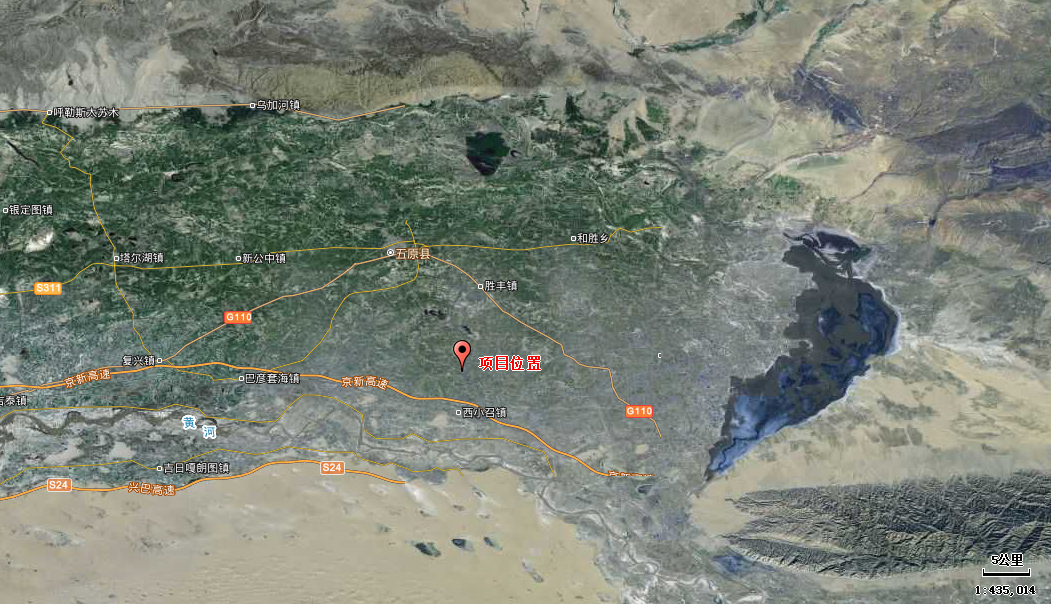 呼勒斯太苏木
乌加河镇
银定图镇
和胜乡
五原县
塔尔湖镇
新公中镇
S311
胜丰镇
G110
项目位置
复兴镇
京新高速
巴彦套海镇
京新高速
吉泰镇
西小召镇
G110
黄
河
吉日嘎朗图镇
S24
S24
兴巴高速
5公里
1:435,014